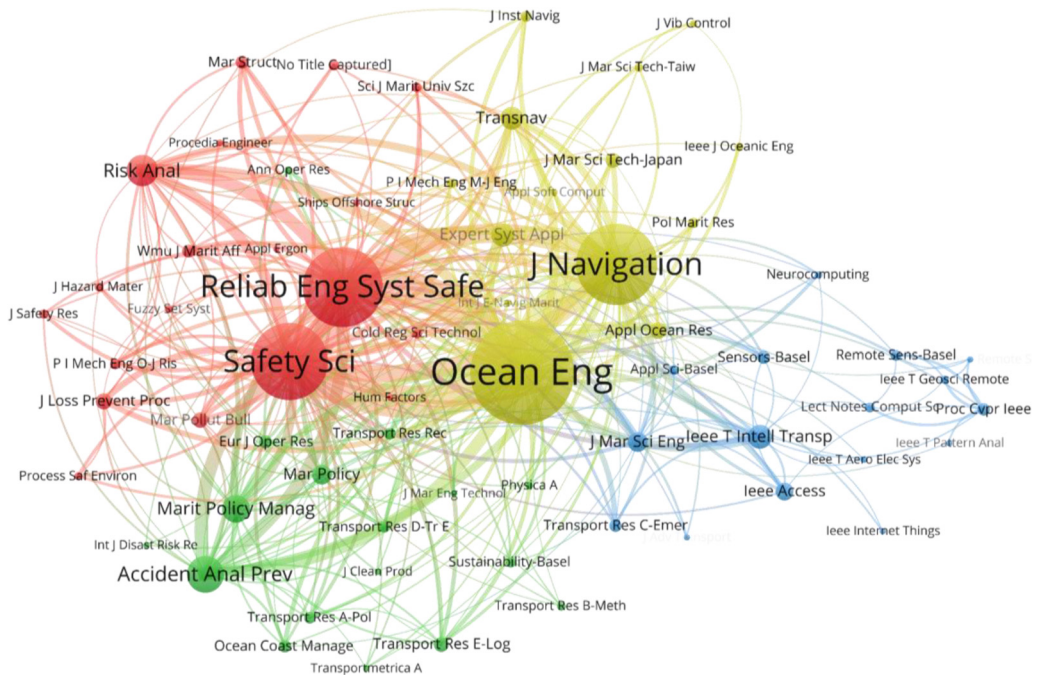 J Inst Navig
J Vib Control
Mar Struct
No Title Captured]
J Mar Sci Tech-Taiw
Sci J Marit Univ Szc
Transnav
Procedia Engineer
Ieee J Oceanic Eng
J Mar Sci Tech-Japan
Risk Anal
Ann Oper Res
P I Mech Eng M-J Eng
Appl Soft Comput
Ships Offshore Struc
Pol Marit Res
Expert Syst Appl
Wmu J Marit Aff
Appl Ergon
J Navigation
Neurocomputing
J Hazard Mater
Reliab Eng Syst Safe
Int J E-Navig Marit
Fuzzy Set Syst
J Safety Res
Cold Reg Sci Technol
Appl Ocean Res
Sensors-Basel
Remote Sens-Basel
Remote S
P I Mech Eng O-J Ris
Safety Sci
Ocean Eng
Appl Sci-Basel
Ieee T Geosci Remote
J Loss Prevent Proc
Hum Factors
Lect Notes Comput Sc
Proc Cvpr Ieee
Mar Pollut Bull
Transport Res Rec
Eur J Oper Res
J Mar Sci Eng
Ieee T Intell Transp
Ieee T Pattern Anal
Ieee T Aero Elec Sys
Process Saf Environ
Mar Policy
Physica A
J Mar Eng Technol
Ieee Access
Marit Policy Manag
Transport Res D-Tr E
Transport Res C-Emer
J Adv Transport
Ieee Internet Things
Int J Disast Risk Re
Sustainability-Basel
Accident Anal Prev
J Clean Prod
Transport Res B-Meth
Transport Res A-Pol
Ocean Coast Manage
Transport Res E-Log
Transportmetrica A